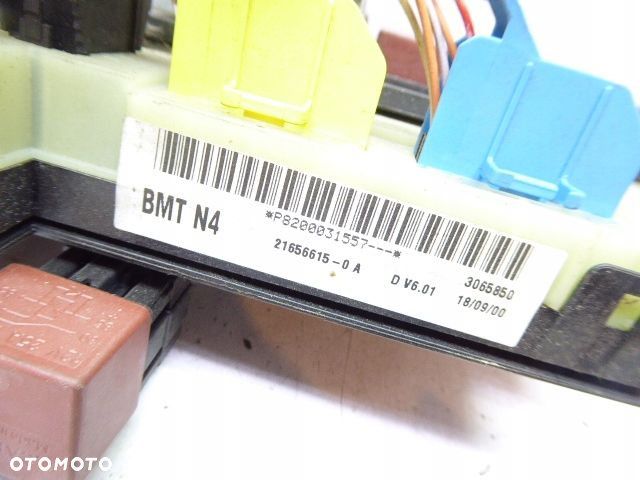 BMT N4
*P8200031557---*
21656615-0 A
D V6.01
3065850
18/09/00
OTOMOTO